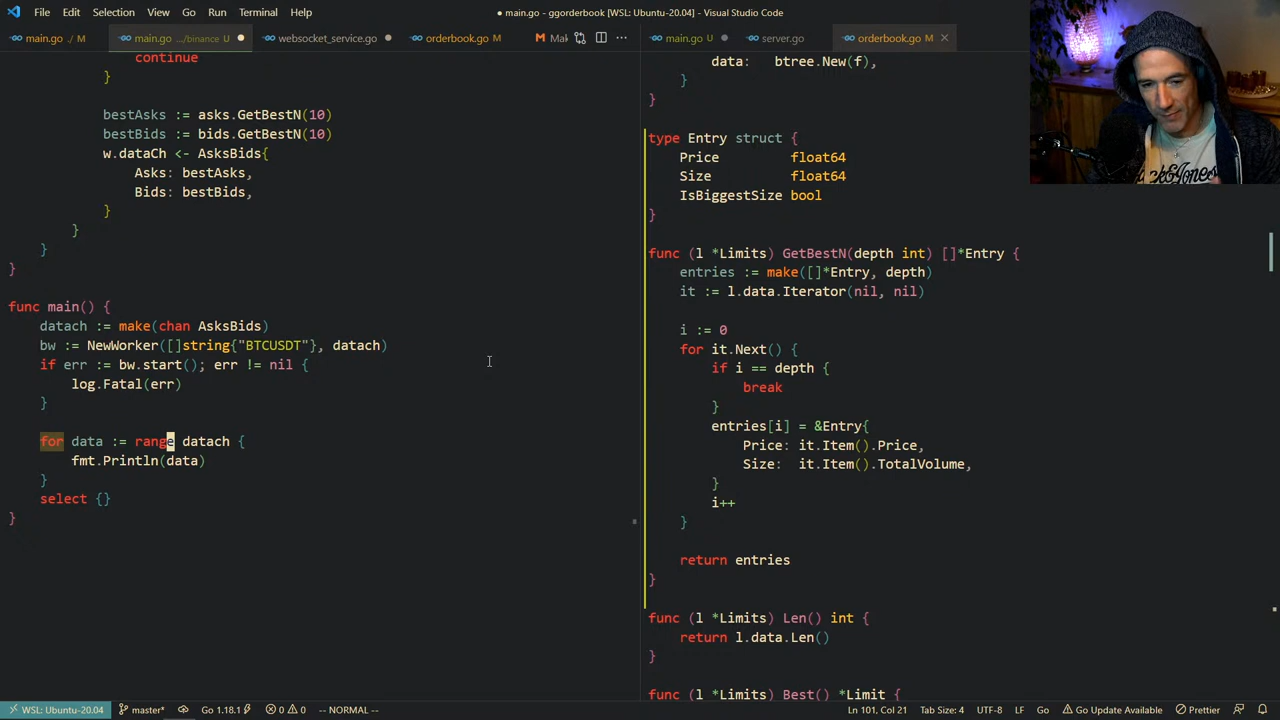 File Edit Selection View Go Run Terminal Help
● main.go - ggorderbook [WSL: Ubuntu-20.04] - Visual Studio Code
main.go ./ M main.go .../binance U ● websocket_service.go ● orderbook.go M Mal ···
main.go U ● server.go orderbook.go M ×
continue
}
bestAsks := asks.GetBestN(10)
bestBids := bids.GetBestN(10)
w.dataCh <- AsksBids{
Asks: bestAsks,
Bids: bestBids,
}
}
}
}
func main() {
datach := make(chan AsksBids)
bw := NewWorker([]string{"BTCUSDT"}, datach)
if err := bw.start(); err != nil {
log.Fatal(err)
}
for data := range datach {
fmt.Println(data)
}
select {}
}
data: btree.New(f),
}
}
type Entry struct {
Price float64
Size float64
IsBiggestSize bool
}
func (l *Limits) GetBestN(depth int) []*Entry {
entries := make([]*Entry, depth)
it := l.data.Iterator(nil, nil)
i := 0
for it.Next() {
if i == depth {
break
}
entries[i] = &Entry{
Price: it.Item().Price,
Size: it.Item().TotalVolume,
}
i++
}
return entries
}
func (l *Limits) Len() int {
return l.data.Len()
}
func (l *Limits) Best() *Limit {
WSL: Ubuntu-20.04 master* Go 1.18.1 0 0 -- NORMAL -- Ln 101, Col 21 Tab Size: 4 UTF-8 LF Go Go Update Available Prettier